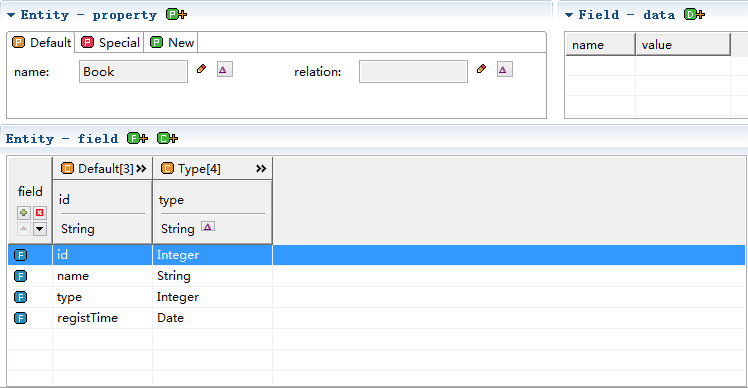 Entity - property P+
Field - data D+
P Default P Special P New
name: Book relation:
name value
Entity - field F+ C+
field
C Default[3] » C Type[4] »
id type
String String
F id Integer
F name String
F type Integer
F registTime Date